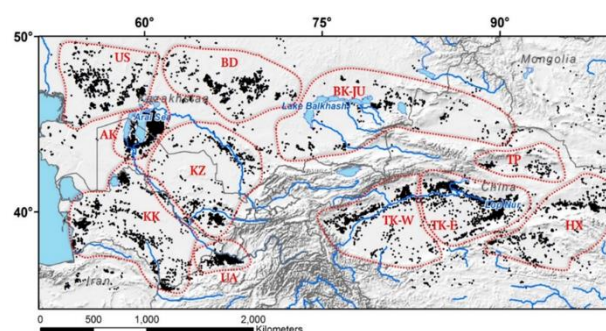 60° 75° 90°
50°
US
BD
Mongolia
Kazakhstan
BK-JU
Lake Balkhash
Aral Sea
AK
KZ
TP
China
40°
KK
TK-W
TK-E
Lop Nur
HX
UA
Iran
0 500 1,000 2,000
Kilometers